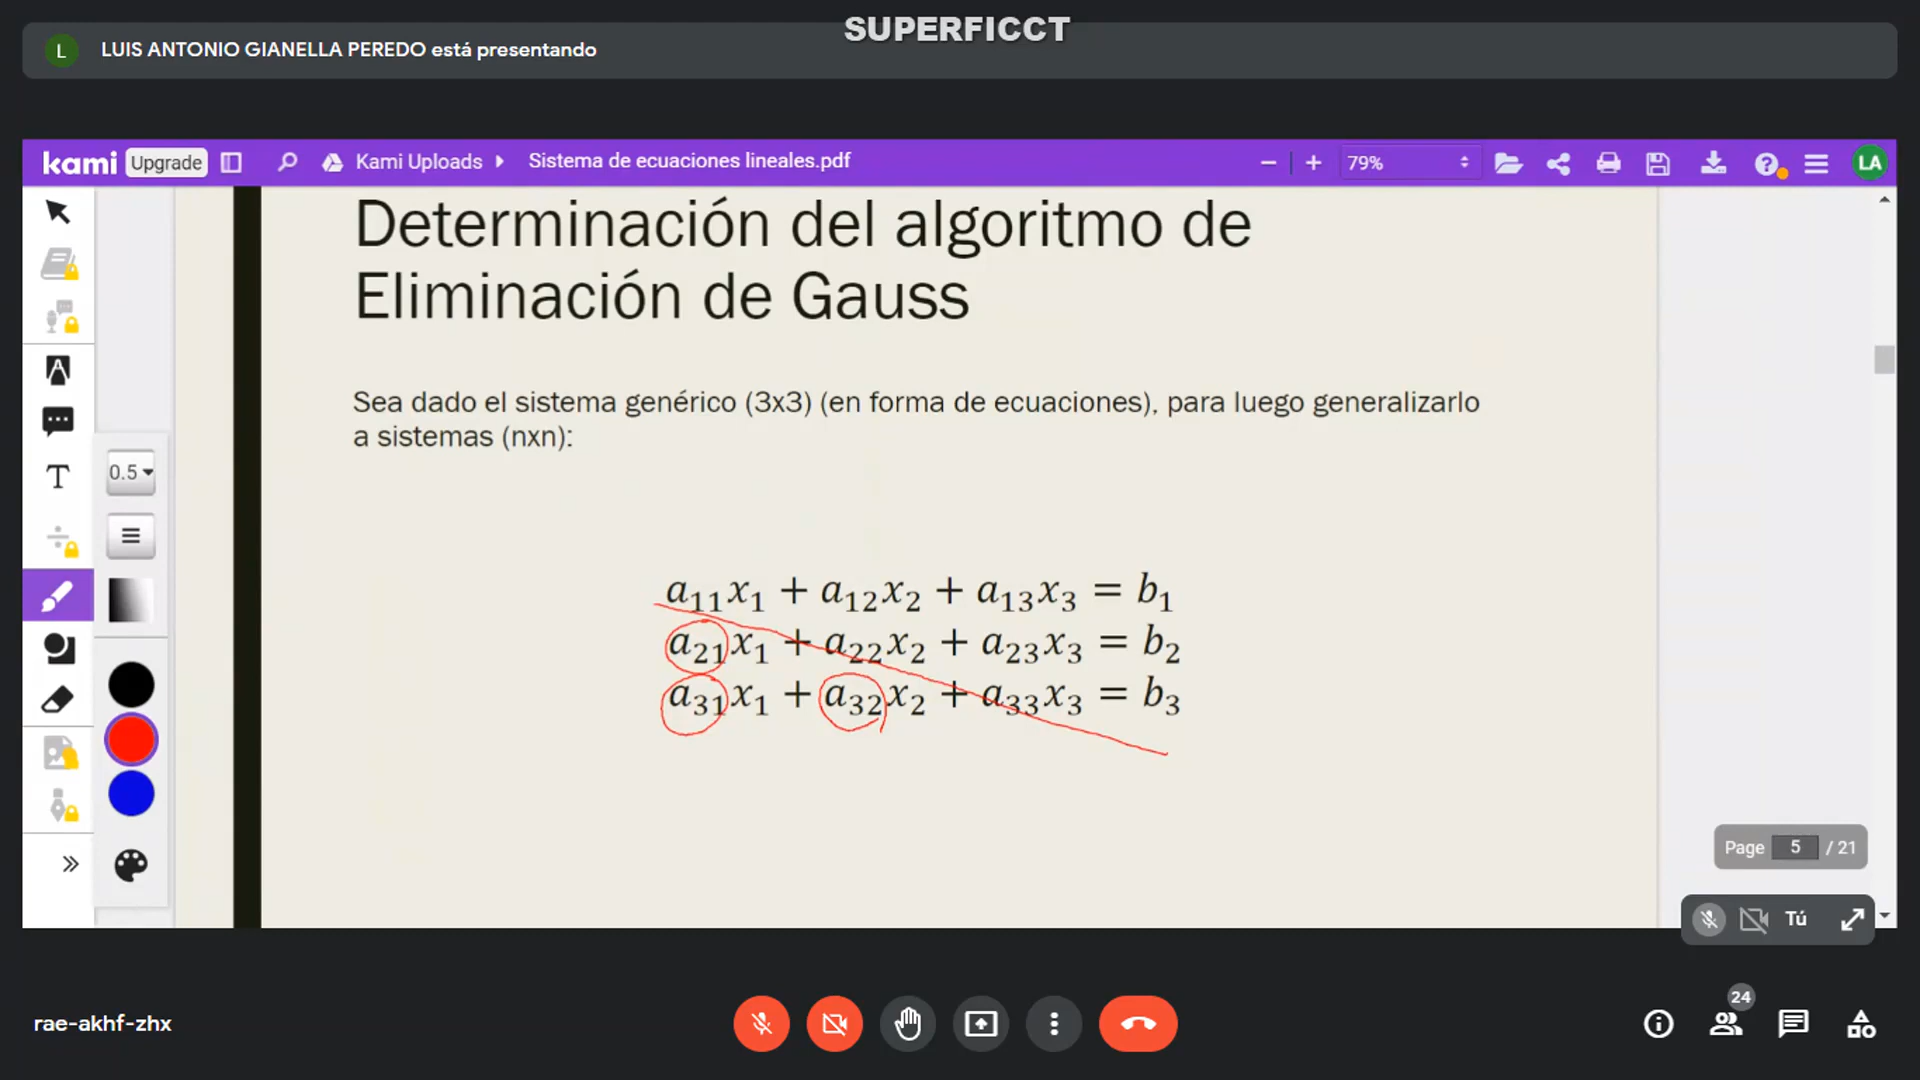 SUPERFICCT
L LUIS ANTONIO GIANELLA PEREDO está presentando
kami Upgrade Kami Uploads Sistema de ecuaciones lineales.pdf − + 79% LA
Determinación del algoritmo de
Eliminación de Gauss
Sea dado el sistema genérico (3x3) (en forma de ecuaciones), para luego generalizarlo
a sistemas (nxn):
T
0.5
a₁₁x₁ + a₁₂x₂ + a₁₃x₃ = b₁
a₂₁x₁ + a₂₂x₂ + a₂₃x₃ = b₂
a₃₁x₁ + a₃₂x₂ + a₃₃x₃ = b₃
Page 5 / 21
Tú
rae-akhf-zhx
24